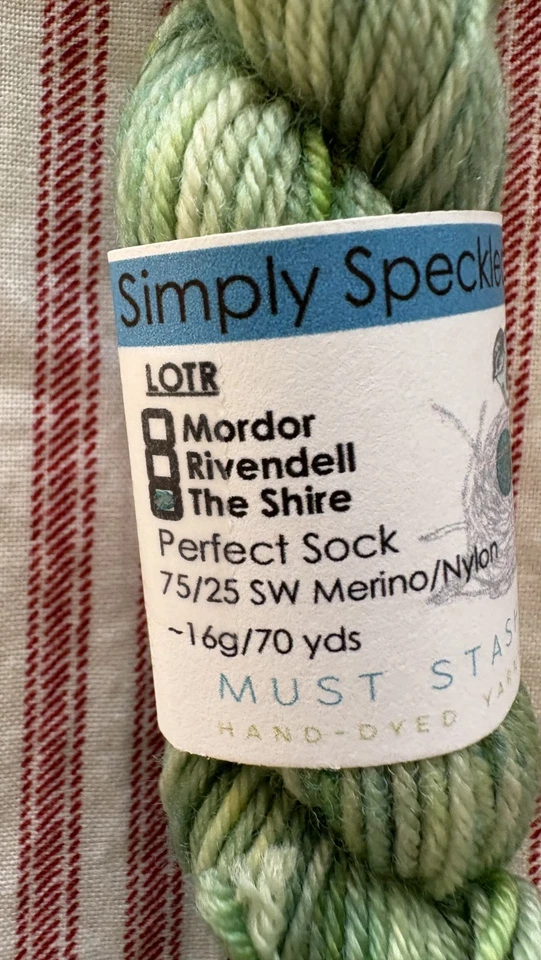 Simply Speckle
LOTR
Mordor
Rivendell
The Shire
Perfect Sock
75/25 SW Merino/Nylon
~16g/70 yds
MUST STAS
HAND-DYED YAR